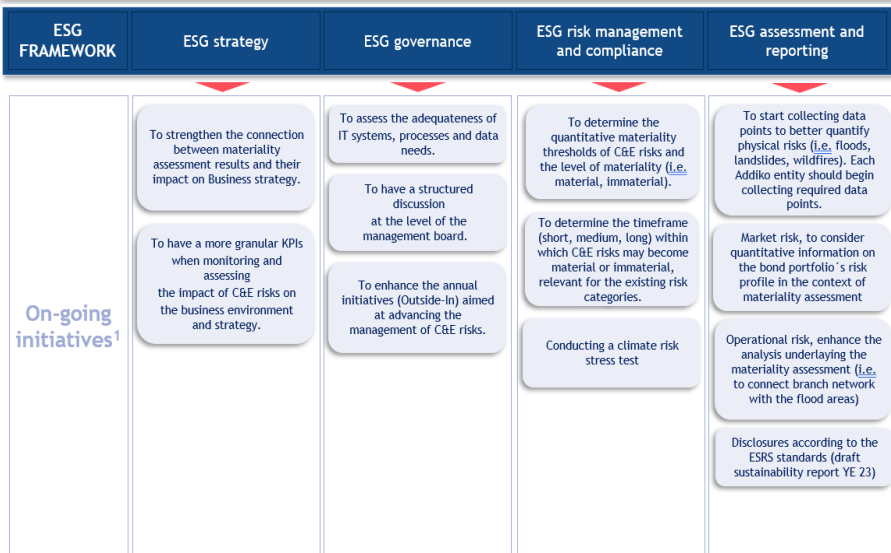 ESG
FRAMEWORK
ESG strategy
ESG governance
ESG risk management
and compliance
ESG assessment and
reporting
On-going
initiatives¹
To strengthen the connection
between materiality
assessment results and their
impact on Business strategy.
To have a more granular KPIs
when monitoring and
assessing
the impact of C&E risks on
the business environment
and strategy.
To assess the adequateness of
IT systems, processes and data
needs.
To have a structured
discussion
at the level of the
management board.
To enhance the annual
initiatives (Outside-In) aimed
at advancing the
management of C&E risks.
To determine the
quantitative materiality
thresholds of C&E risks and
the level of materiality (i.e.
material, immaterial).
To determine the timeframe
(short, medium, long) within
which C&E risks may become
material or immaterial,
relevant for the existing risk
categories.
Conducting a climate risk
stress test
To start collecting data
points to better quantify
physical risks (i.e. floods,
landslides, wildfires). Each
Addiko entity should begin
collecting required data
points.
Market risk, to consider
quantitative information on
the bond portfolio´s risk
profile in the context of
materiality assessment
Operational risk, enhance the
analysis underlaying the
materiality assessment (i.e.
to connect branch network
with the flood areas)
Disclosures according to the
ESRS standards (draft
sustainability report YE 23)